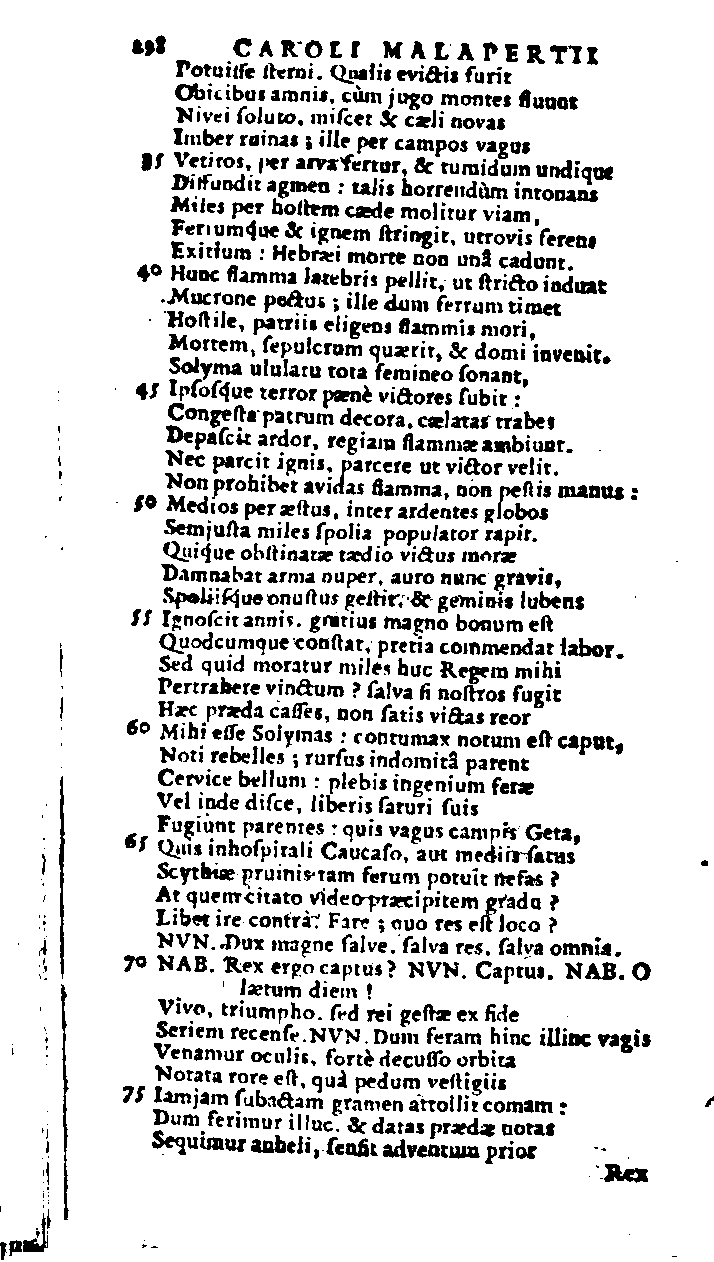 298 CAROLI MALAPERTII
Potuisse sterni. Qualis evictis furit
Obicibus amnis, cùm jugo montes fluunt
Nivei soluto, miscet & cæli novas
Imber ruinas ; ille per campos vagus
35 Vetitos, per arva fertur, & tumidum undique
Diffundit agmen : talis horrendùm intonans
Miles per hostem cæde molitur viam,
Ferrumque & ignem stringit, utrovis ferens
Exitium : Hebræi morte non unâ cadunt.
40 Hunc flamma latebris pellit, ut stricto induat
Mucrone pectus ; ille dum ferrum timet
Hostile, patriis eligens flammis mori,
Mortem, sepulcrum quærit, & domi invenit.
Solyma ululatu tota femineo sonant,
45 Ipsosque terror pænè victores subit :
Congesta patrum decora, cælatas trabes
Depascit ardor, regiam flammæ ambiunt.
Nec parcit ignis, parcere ut victor velit.
Non prohibet avidas flamma, non pestis manus :
50 Medios per æstus, inter ardentes globos
Semjusta miles spolia populator rapit.
Quique obstinatæ tædio victus moræ
Damnabat arma nuper, auro nunc gravis,
Spoliisque onustus gestit, & geminis lubens
55 Ignoscit annis. gratius magno bonum est
Quodcumque constat, pretia commendat labor.
Sed quid moratur miles huc Regem mihi
Pertrahere vinctum ? salva si nostros fugit
Hæc præda casses, non satis victas reor
60 Mihi esse Solymas : contumax notum est caput,
Noti rebelles ; rursus indomitâ parent
Cervice bellum : plebis ingenium feræ
Vel inde disce, liberis saturi suis
Fugiunt parentes : quis vagus campis Geta,
65 Quis inhospitali Caucaso, aut mediis satus
Scythiæ pruinis tam ferum potuit nefas ?
At quem citato video præcipitem gradu ?
Libet ire contrà. Fare ; quo res est loco ?
NVN. Dux magne salve, salva res, salva omnia.
70 NAB. Rex ergo captus ? NVN. Captus. NAB. O
lætum diem !
Vivo, triumpho. sed rei gestæ ex fide
Seriem recense. NVN. Dum feram hinc illinc vagis
Venamur oculis, fortè decusso orbita
Notata rore est, quà pedum vestigiis
75 Iamjam subactam gramen attollit comam :
Dum ferimur illuc, & datas prædæ notas
Sequimur anheli, sensit adventum prior
Rex